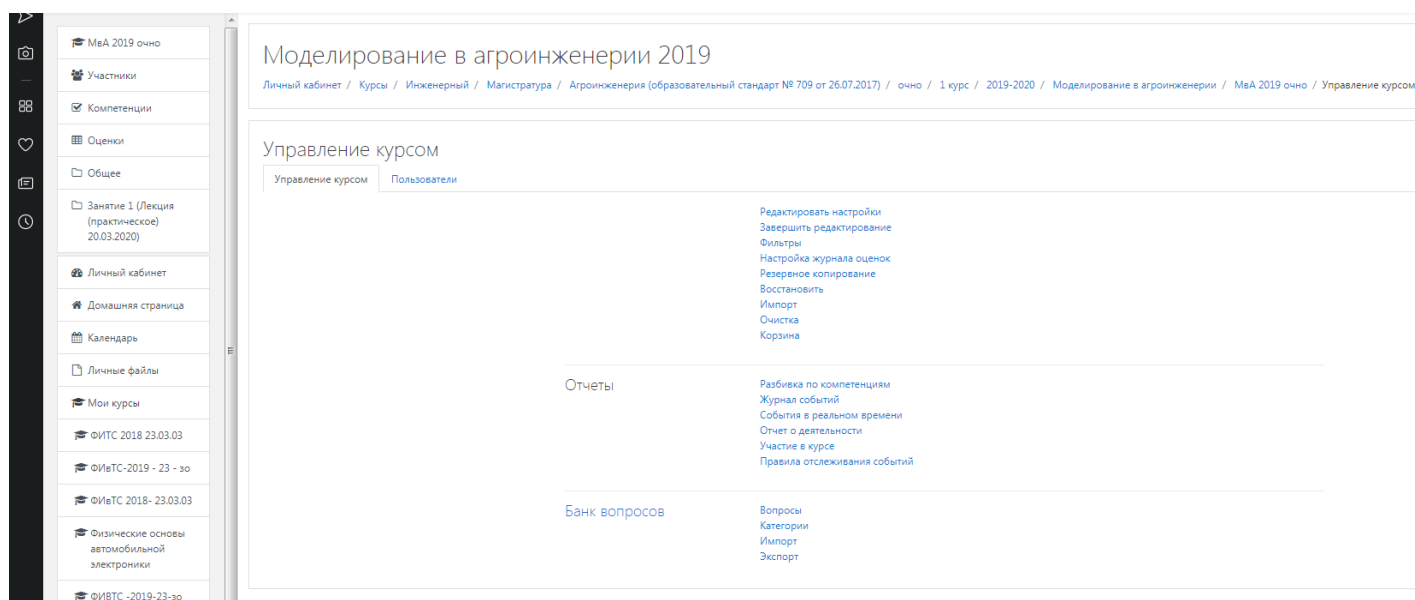 МвА 2019 очно
Участники
Компетенции
Оценки
Общее
Занятие 1 (Лекция
(практическое)
20.03.2020)
Личный кабинет
Домашняя страница
Календарь
Личные файлы
Мои курсы
ФИТС 2018 23.03.03
ФИвТС-2019 - 23 - зо
ФИвТС 2018- 23.03.03
Физические основы
автомобильной
электроники
ФИВТС -2019-23-зо
Моделирование в агроинженерии 2019
Личный кабинет / Курсы / Инженерный / Магистратура / Агроинженерия (образовательный стандарт № 709 от 26.07.2017) / очно / 1 курс / 2019-2020 / Моделирование в агроинженерии / МвА 2019 очно / Управление курсом
Управление курсом
Управление курсом Пользователи
Редактировать настройки
Завершить редактирование
Фильтры
Настройка журнала оценок
Резервное копирование
Восстановить
Импорт
Очистка
Корзина
Отчеты
Разбивка по компетенциям
Журнал событий
События в реальном времени
Отчет о деятельности
Участие в курсе
Правила отслеживания событий
Банк вопросов
Вопросы
Категории
Импорт
Экспорт